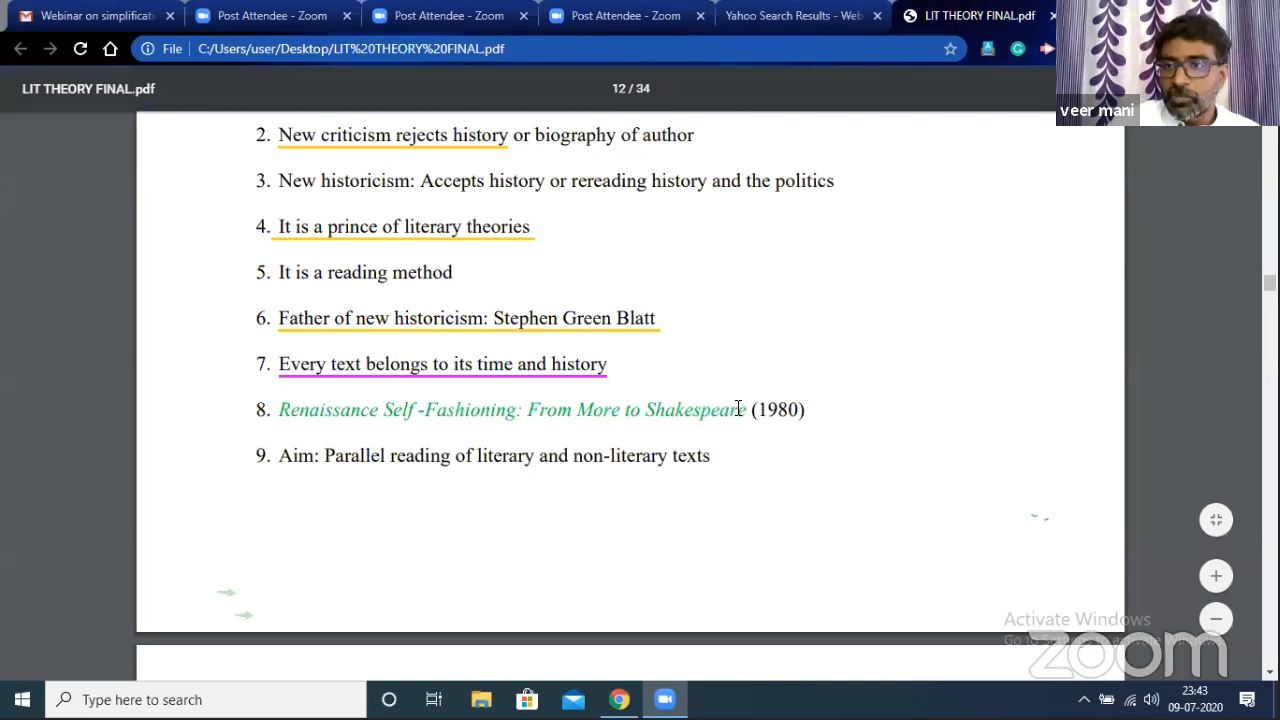 Webinar on simplificati
Post Attendee - Zoom
Post Attendee - Zoom
Post Attendee - Zoom
Yahoo Search Results - Web
LIT THEORY FINAL.pdf
File
C:/Users/user/Desktop/LIT%20THEORY%20FINAL.pdf
LIT THEORY FINAL.pdf
12 / 34
veer mani
2. New criticism rejects history or biography of author
3. New historicism: Accepts history or rereading history and the politics
4. It is a prince of literary theories
5. It is a reading method
6. Father of new historicism: Stephen Green Blatt
7. Every text belongs to its time and history
8. Renaissance Self -Fashioning: From More to Shakespeare (1980)
9. Aim: Parallel reading of literary and non-literary texts
Activate Windows
Go to Settings to activate Windows.
zoom
Type here to search
23:43
09-07-2020